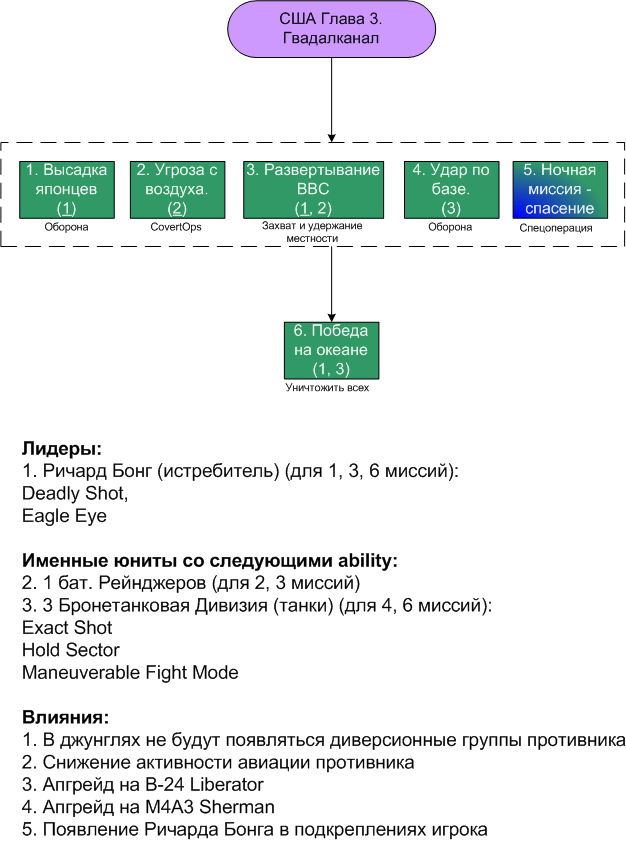 США Глава 3.
Гвадалканал
1. Высадка
японцев
(1)
Оборона
2. Угроза с
воздуха.
(2)
CovertOps
3. Развертывание
ВВС
(1, 2)
Захват и удержание
местности
4. Удар по
базе.
(3)
Оборона
5. Ночная
миссия -
спасение
Спецоперация
6. Победа
на океане
(1, 3)
Уничтожить всех
Лидеры:
1. Ричард Бонг (истребитель) (для 1, 3, 6 миссий):
Deadly Shot,
Eagle Eye
Именные юниты со следующими ability:
2. 1 бат. Рейнджеров (для 2, 3 миссий)
3. 3 Бронетанковая Дивизия (танки) (для 4, 6 миссий):
Exact Shot
Hold Sector
Maneuverable Fight Mode
Влияния:
1. В джунглях не будут появляться диверсионные группы противника
2. Снижение активности авиации противника
3. Апгрейд на B-24 Liberator
4. Апгрейд на M4A3 Sherman
5. Появление Ричарда Бонга в подкреплениях игрока